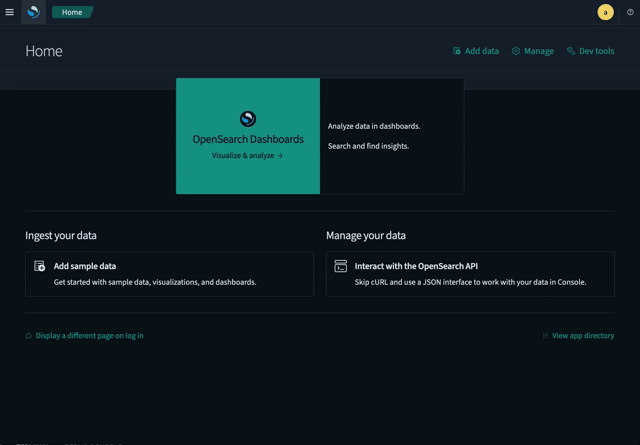 Home
a
Home
Add data
Manage
Dev tools
OpenSearch Dashboards
Visualize & analyze →
Analyze data in dashboards.
Search and find insights.
Ingest your data
Manage your data
Add sample data
Get started with sample data, visualizations, and dashboards.
Interact with the OpenSearch API
Skip cURL and use a JSON interface to work with your data in Console.
Display a different page on log in
View app directory